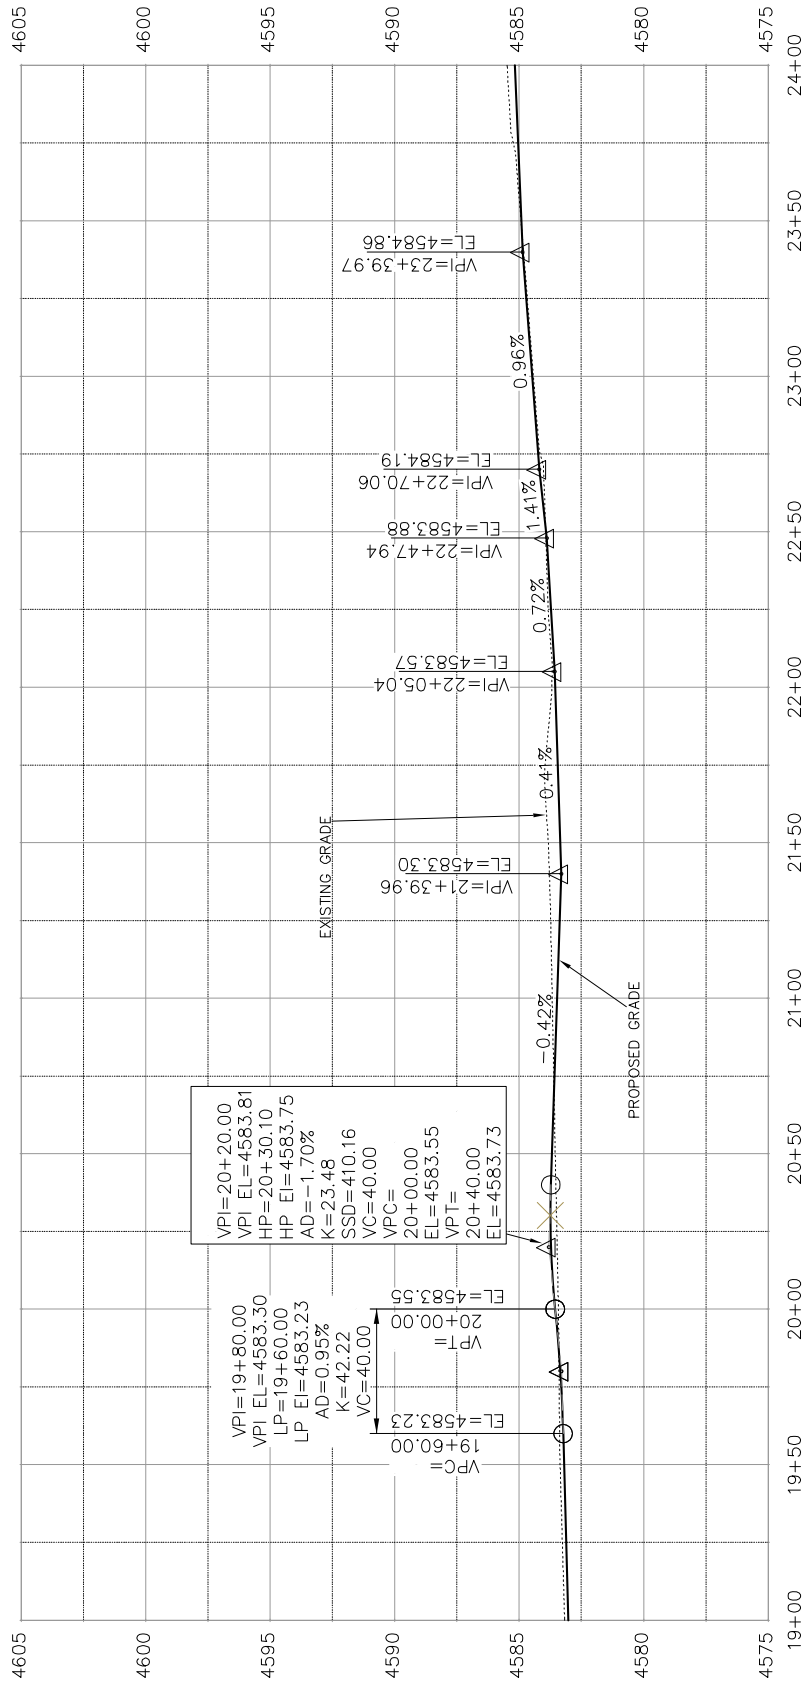 4605
4600
4595
4590
4585
4580
4575
VPI=19+80.00
VPI EL=4583.30
LP=19+60.00
LP El=4583.23
AD=0.95%
K=42.22
VC=40.00
VPC=
19+60.00
EL=4583.23
VPT=
20+00.00
EL=4583.55
VPI=20+20.00
VPI EL=4583.81
HP=20+30.10
HP El=4583.75
AD=-1.70%
K=23.48
SSD=410.16
VC=40.00
VPC=
20+00.00
EL=4583.55
VPT=
20+40.00
EL=4583.73
-0.42%
PROPOSED GRADE
EXISTING GRADE
VPI=21+39.96
EL=4583.30
0.41%
VPI=22+05.04
EL=4583.57
0.72%
VPI=22+47.94
EL=4583.88
1.41%
VPI=22+70.06
EL=4584.19
0.96%
VPI=23+39.97
EL=4584.86
4605
4600
4595
4590
4585
4580
4575
19+00
19+50
20+00
20+50
21+00
21+50
22+00
22+50
23+00
23+50
24+00